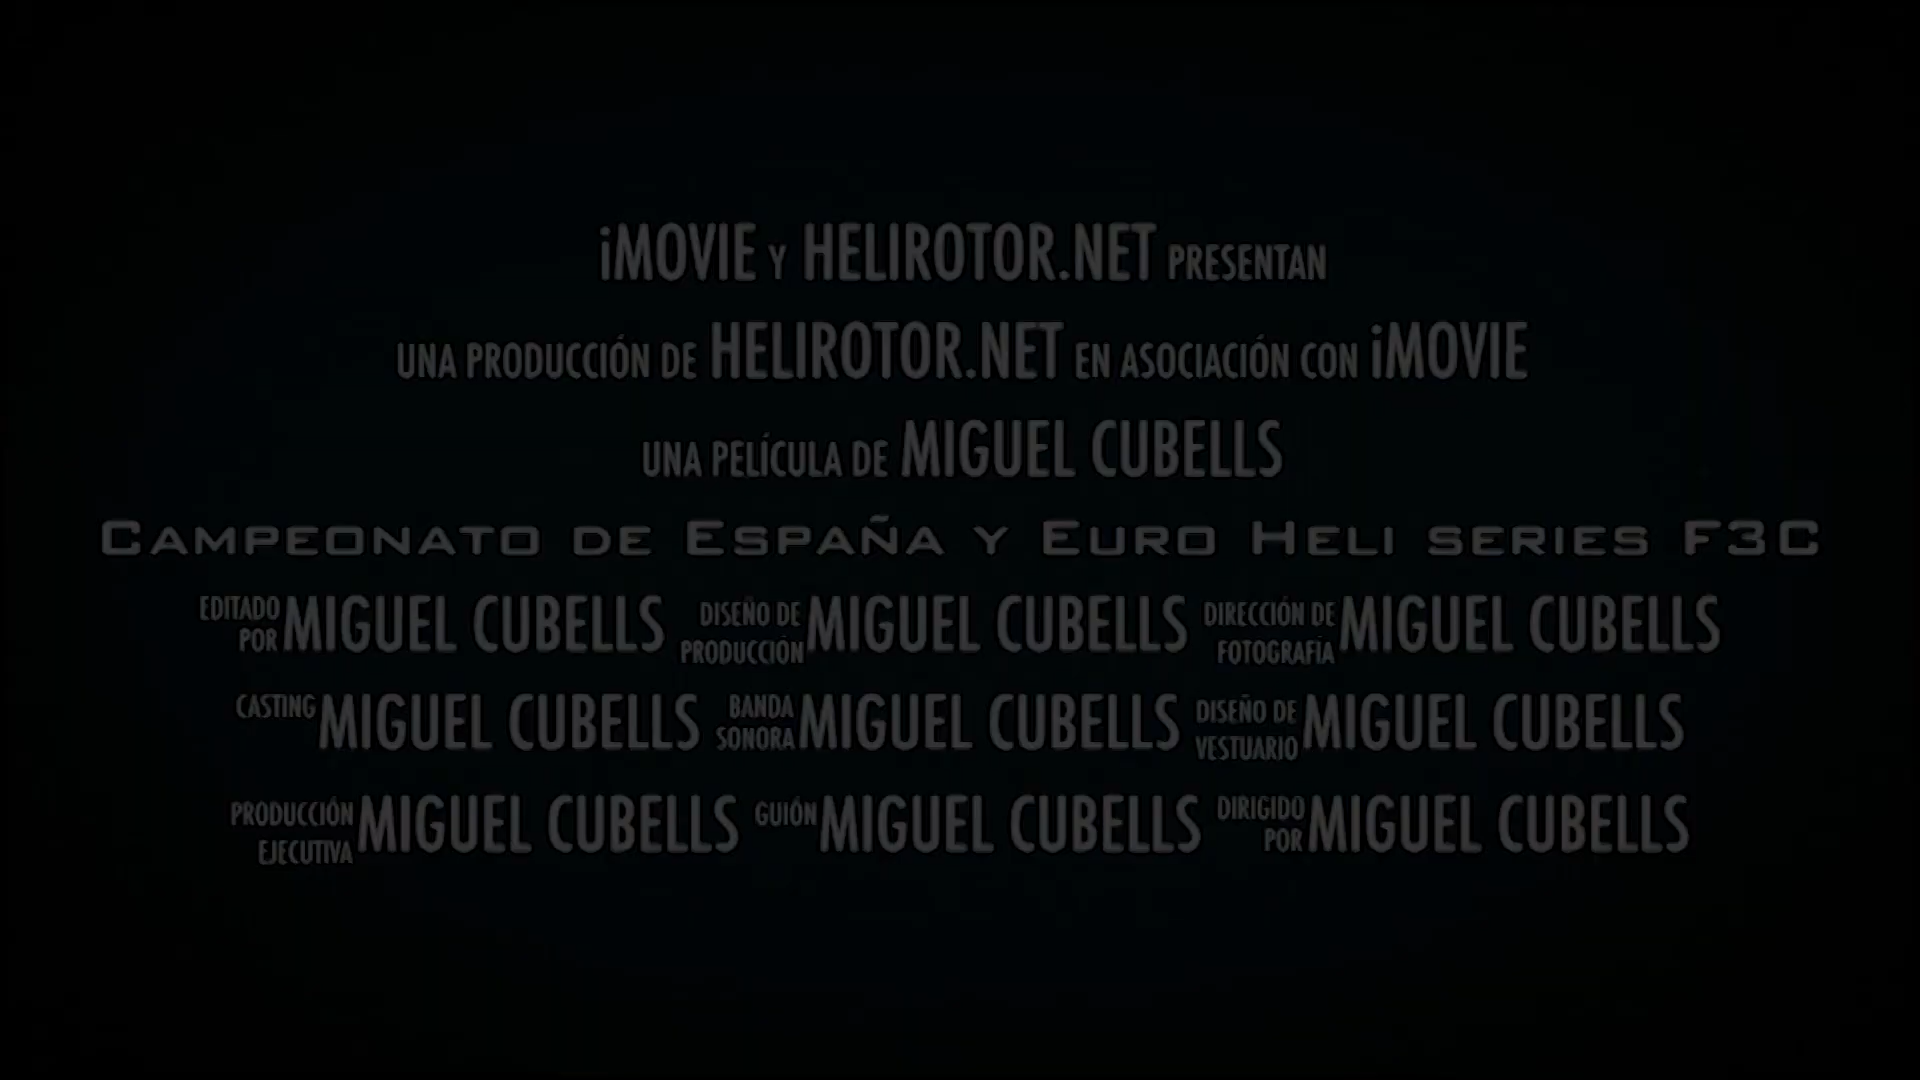 iMOVIE Y HELIROTOR.NET PRESENTAN
UNA PRODUCCIÓN DE HELIROTOR.NET EN ASOCIACIÓN CON iMOVIE
UNA PELÍCULA DE MIGUEL CUBELLS
CAMPEONATO DE ESPAÑA Y EURO HELI SERIES F3C
EDITADO POR MIGUEL CUBELLS DISEÑO DE PRODUCCIÓN MIGUEL CUBELLS DIRECCIÓN DE FOTOGRAFÍA MIGUEL CUBELLS
CASTING MIGUEL CUBELLS BANDA SONORA MIGUEL CUBELLS DISEÑO DE VESTUARIO MIGUEL CUBELLS
PRODUCCIÓN EJECUTIVA MIGUEL CUBELLS GUIÓN MIGUEL CUBELLS DIRIGIDO POR MIGUEL CUBELLS